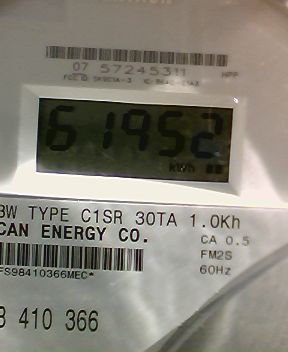 07 57245311
61952
kWh
3W TYPE C1SR 30TA 1.0Kh
CAN ENERGY CO.
CA 0.5
FM2S
60Hz
FS98410366MEC*
410 366